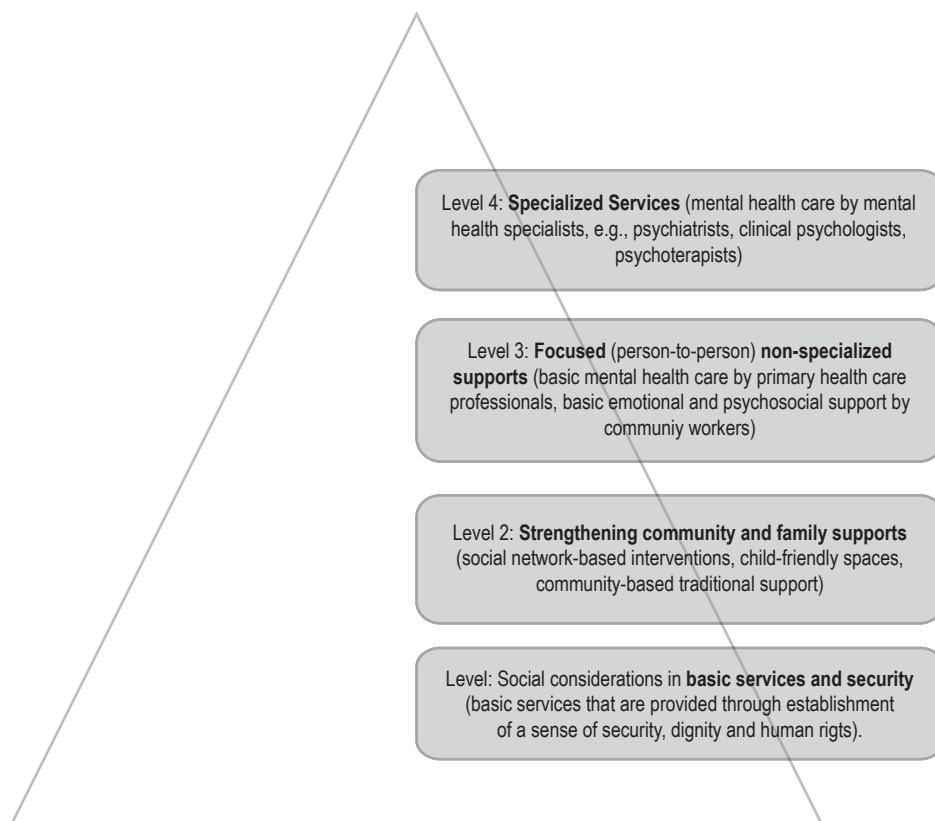 Level 4: Specialized Services (mental health care by mental
health specialists, e.g., psychiatrists, clinical psychologists,
psychoterapists)
Level 3: Focused (person-to-person) non-specialized
supports (basic mental health care by primary health care
professionals, basic emotional and psychosocial support by
communiy workers)
Level 2: Strengthening community and family supports
(social network-based interventions, child-friendly spaces,
community-based traditional support)
Level: Social considerations in basic services and security
(basic services that are provided through establishment
of a sense of security, dignity and human rigts).